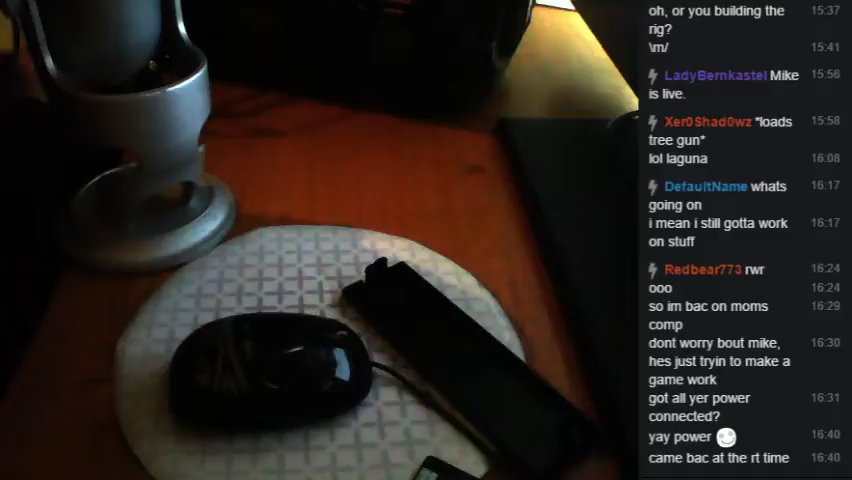 oh, or you building the 15:37
rig?
\m/ 15:41
LadyBernkastel Mike 15:56
is live.
Xer0Shad0wz *loads 15:58
tree gun*
lol laguna 16:08
DefaultName whats 16:17
going on
i mean i still gotta work 16:17
on stuff
Redbear773 rwr 16:24
ooo 16:24
so im bac on moms 16:29
comp
dont worry bout mike, 16:30
hes just tryin to make a
game work
got all yer power 16:31
connected?
yay power 16:40
came bac at the rt time 16:40